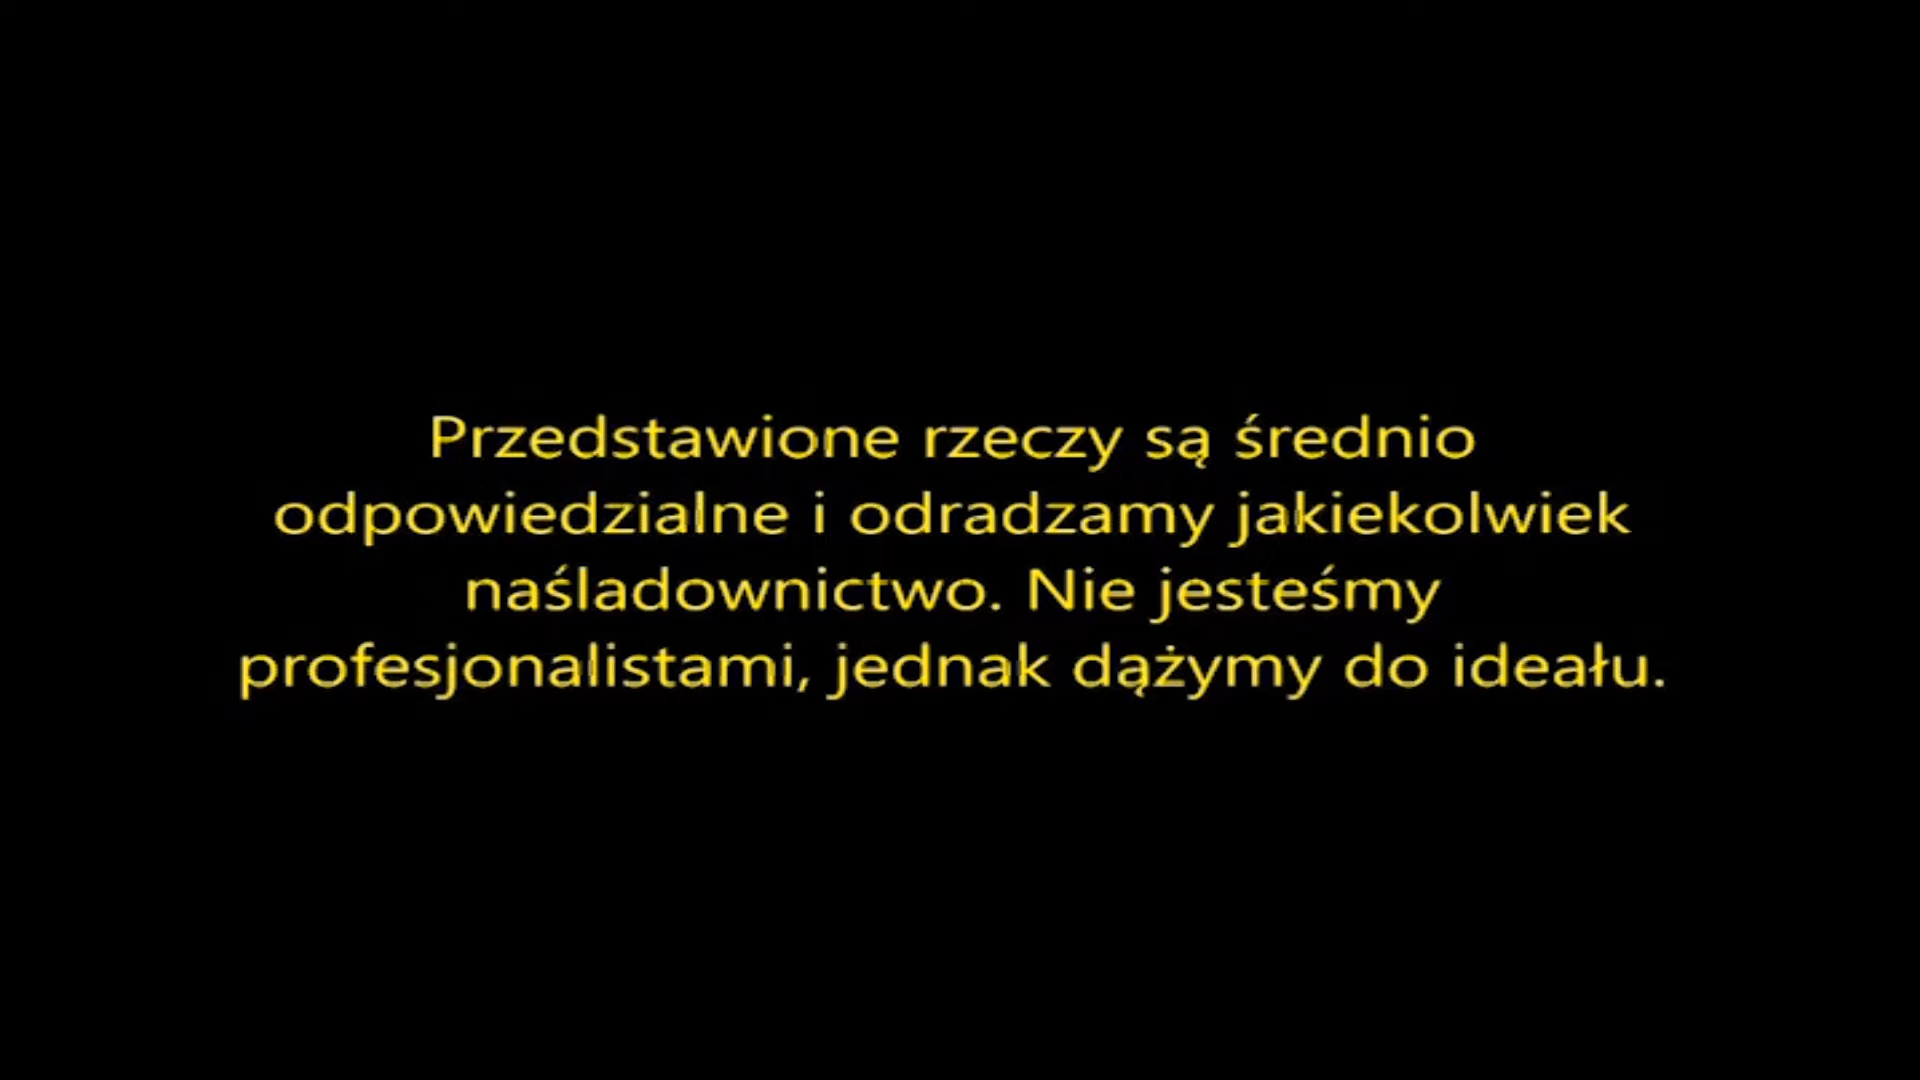 Przedstawione rzeczy są średnio
odpowiedzialne i odradzamy jakiekolwiek
naśladownictwo. Nie jesteśmy
profesjonalistami, jednak dążymy do ideału.